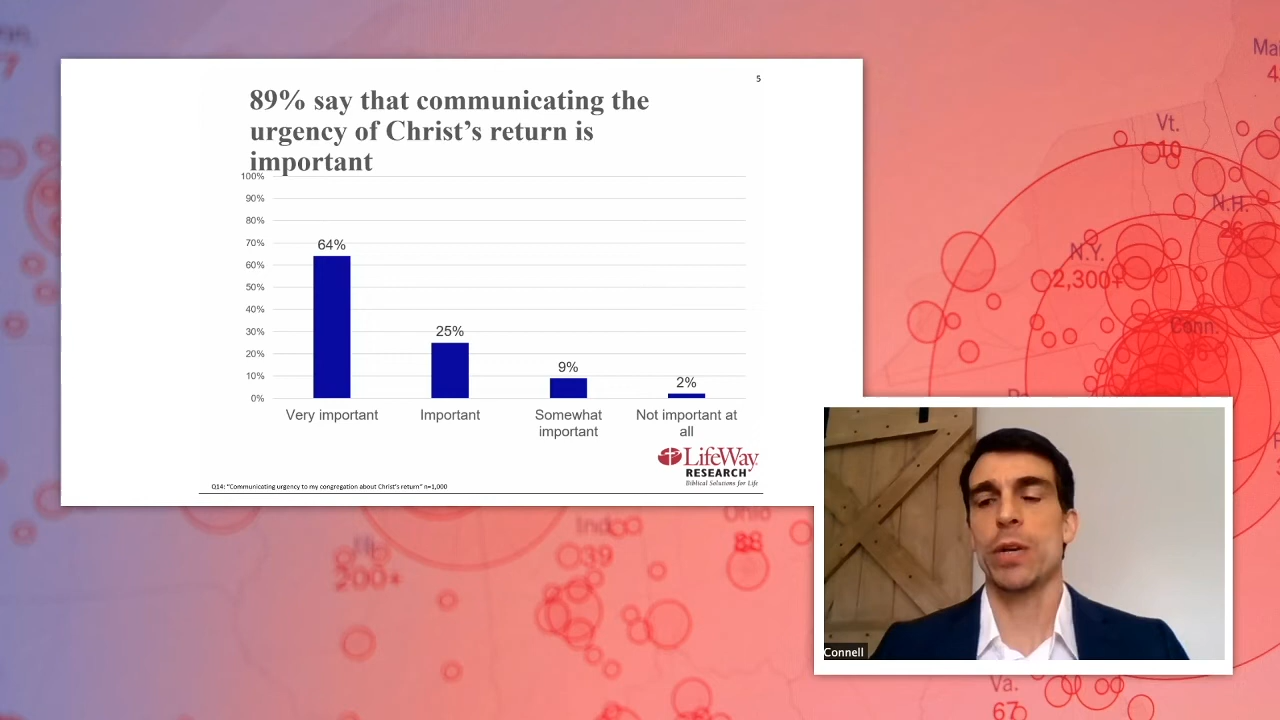 5
89% say that communicating the
urgency of Christ's return is
important
100%
90%
80%
70%
60%
50%
40%
30%
20%
10%
0%
64%
25%
9%
2%
Very important
Important
Somewhat
important
Not important at
all
LifeWay
RESEARCH
Biblical Solutions for Life
Q14: "Communicating urgency to my congregation about Christ's return" n=1,000
Vt.
10
N.H.
26
N.Y.
2,300+
Conn.
Ohio
88
39
200+
Va.
67
Connell